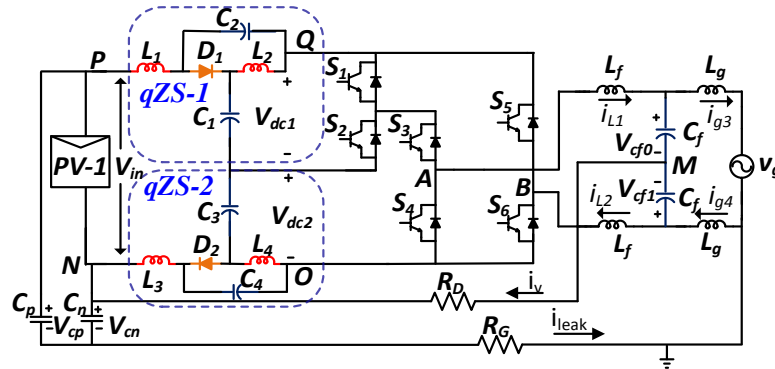 C2
P L1 D1 L2 Q
qZS-1
S1
C1 Vdc1 + −
S2 S3
S5
PV-1 Vin
qZS-2
C3 Vdc2 + −
A B
S4 S6
N L3 D2 L4 O
C4
Lf Lg
iL1 ig3
Vcf0 + − Cf
M vg
Vcf1 − + Cf
iL2 ig4
Lf Lg
Cp + − Vcp
Cn + − Vcn
RD iv
RG ileak